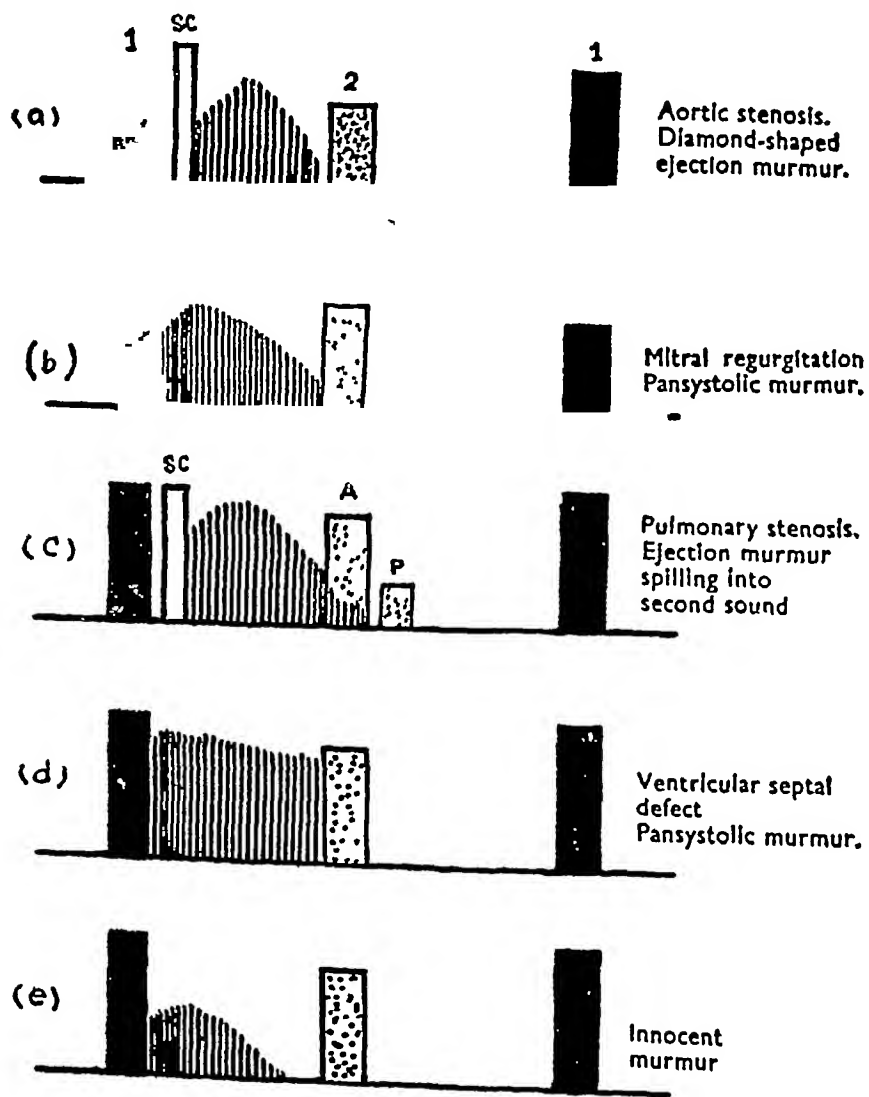 1 SC 2 1
(a)
Aortic stenosis.
Diamond-shaped
ejection murmur.
(b)
Mitral regurgitation
Pansystolic murmur.
SC A P
(c)
Pulmonary stenosis.
Ejection murmur
spilling into
second sound
(d)
Ventricular septal
defect
Pansystolic murmur.
(e)
Innocent
murmur